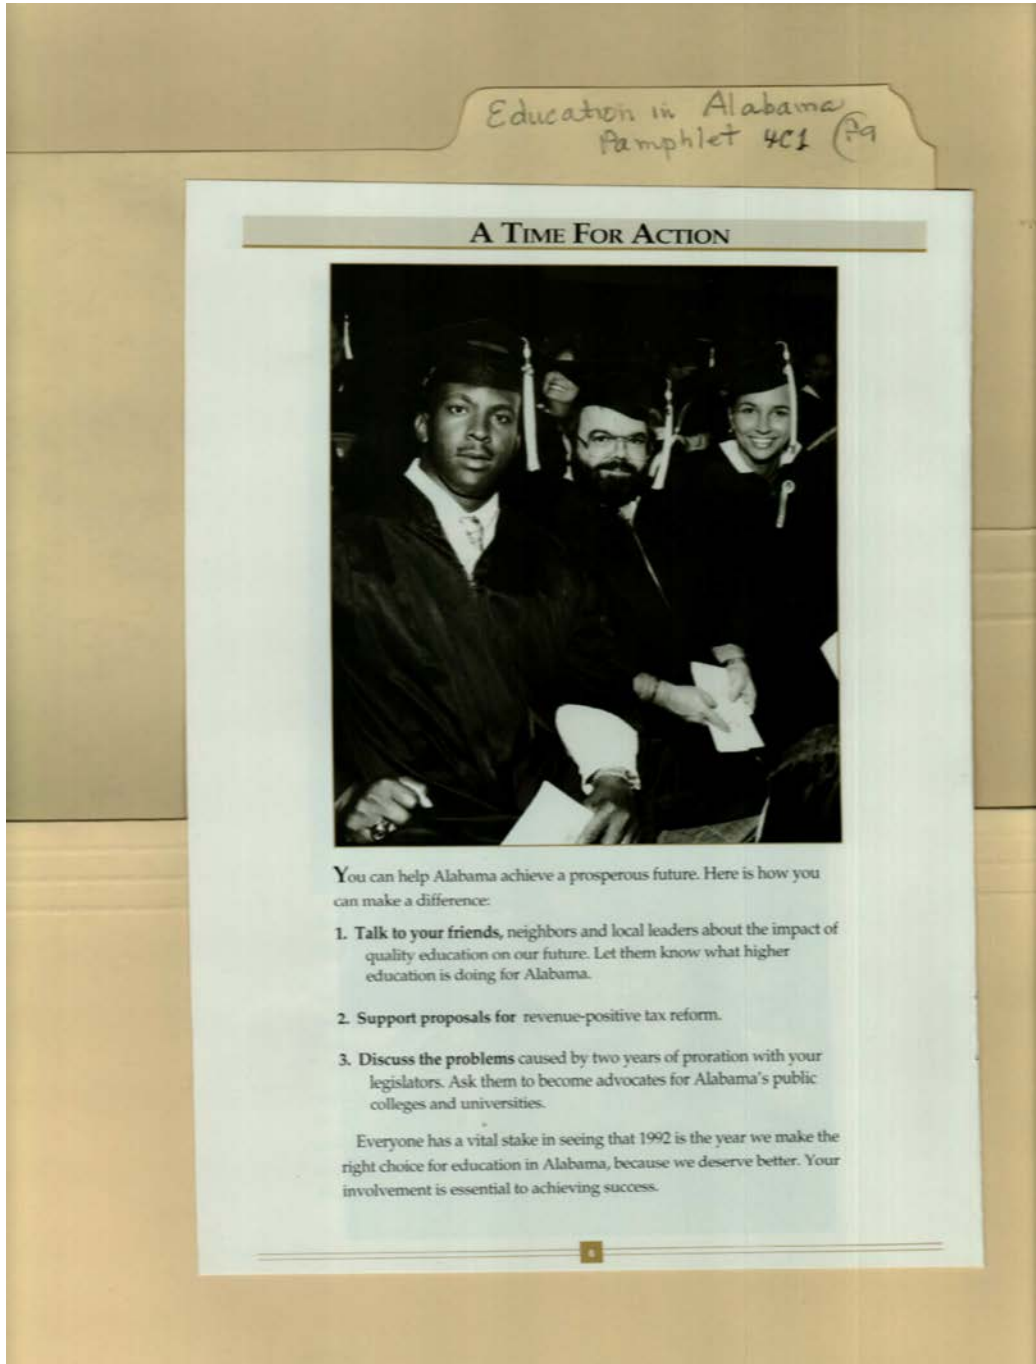 Education in Alabama
Pamphlet 4C1
A TIME FOR ACTION
You can help Alabama achieve a prosperous future. Here is how you
can make a difference:
1. Talk to your friends, neighbors and local leaders about the impact of
quality education on our future. Let them know what higher
education is doing for Alabama.
2. Support proposals for revenue-positive tax reform.
3. Discuss the problems caused by two years of proration with your
legislators. Ask them to become advocates for Alabama's public
colleges and universities.
Everyone has a vital stake in seeing that 1992 is the year we make the
right choice for education in Alabama, because we deserve better. Your
involvement is essential to achieving success.